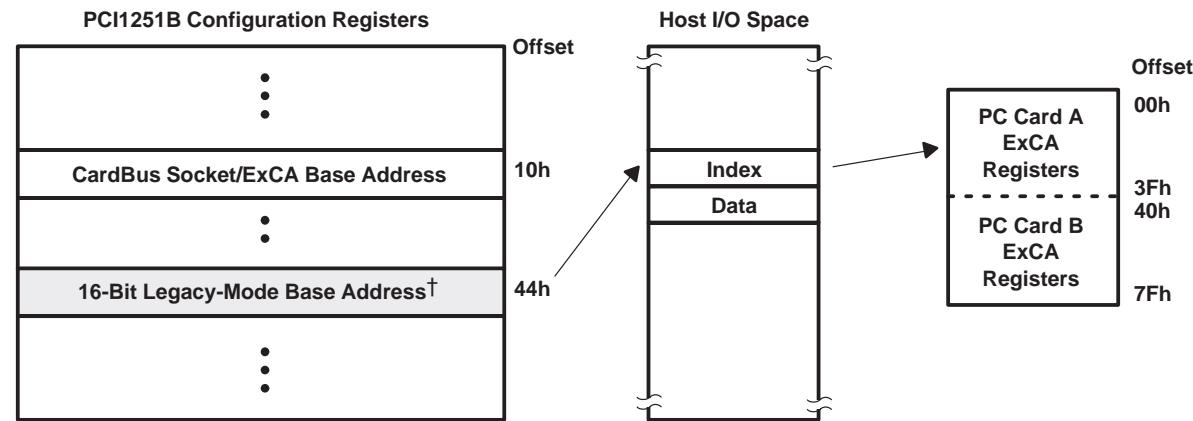 PCI1251B Configuration Registers
Offset
CardBus Socket/ExCA Base Address
10h
16-Bit Legacy-Mode Base Address†
44h
Host I/O Space
Index
Data
Offset
PC Card A
ExCA
Registers
00h
3Fh
40h
PC Card B
ExCA
Registers
7Fh